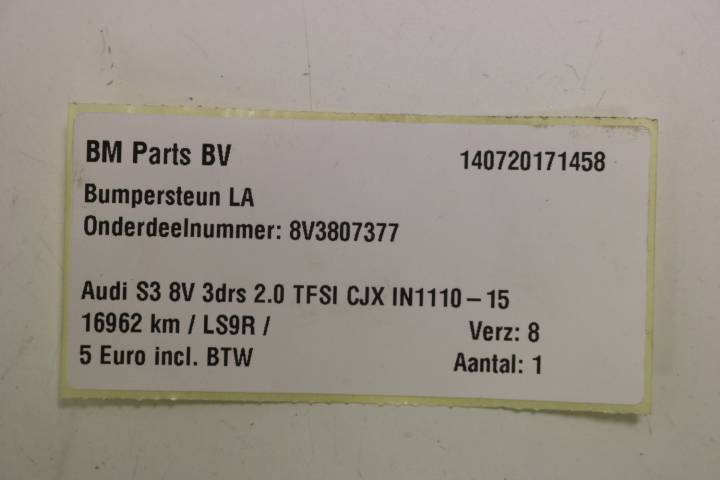 BM Parts BV 140720171458
Bumpersteun LA
Onderdeelnummer: 8V3807377
Audi S3 8V 3drs 2.0 TFSI CJX IN1110-15
16962 km / LS9R / Verz: 8
5 Euro incl. BTW Aantal: 1